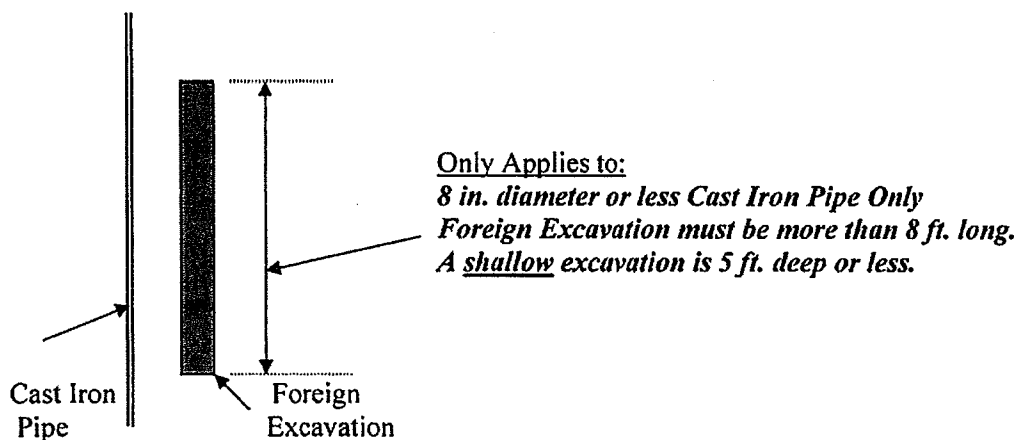 Only Applies to:
8 in. diameter or less Cast Iron Pipe Only
Foreign Excavation must be more than 8 ft. long.
A shallow excavation is 5 ft. deep or less.
Cast Iron
Pipe
Foreign
Excavation